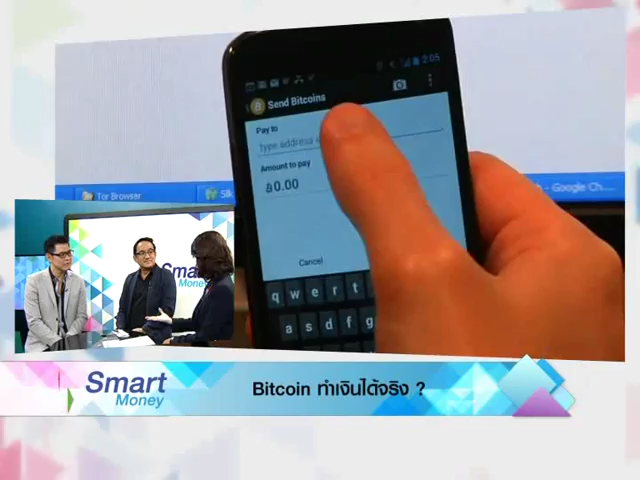 2:05
Send Bitcoins
Pay to
Type address
Amount to pay
0.00
Cancel
q w e r t
a s d f g
Tor Browser
Google Ch...
Smart
Money
Smart
Money
Bitcoin ทำเงินได้จริง ?